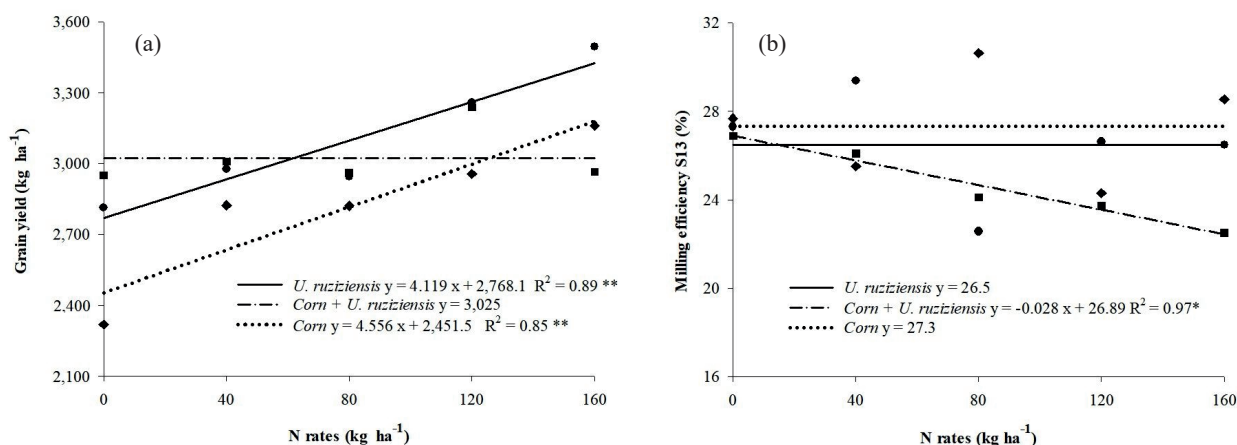 (a)
Grain yield (kg ha⁻¹)
3,600
3,300
3,000
2,700
2,400
2,100
U. ruziziensis y = 4.119 x + 2,768.1 R² = 0.89 **
Corn + U. ruziziensis y = 3,025
Corn y = 4.556 x + 2,451.5 R² = 0.85 **
0 40 80 120 160
N rates (kg ha⁻¹)
(b)
Milling efficiency S13 (%)
32
28
24
20
16
U. ruziziensis y = 26.5
Corn + U. ruziziensis y = -0.028 x + 26.89 R² = 0.97*
Corn y = 27.3
0 40 80 120 160
N rates (kg ha⁻¹)